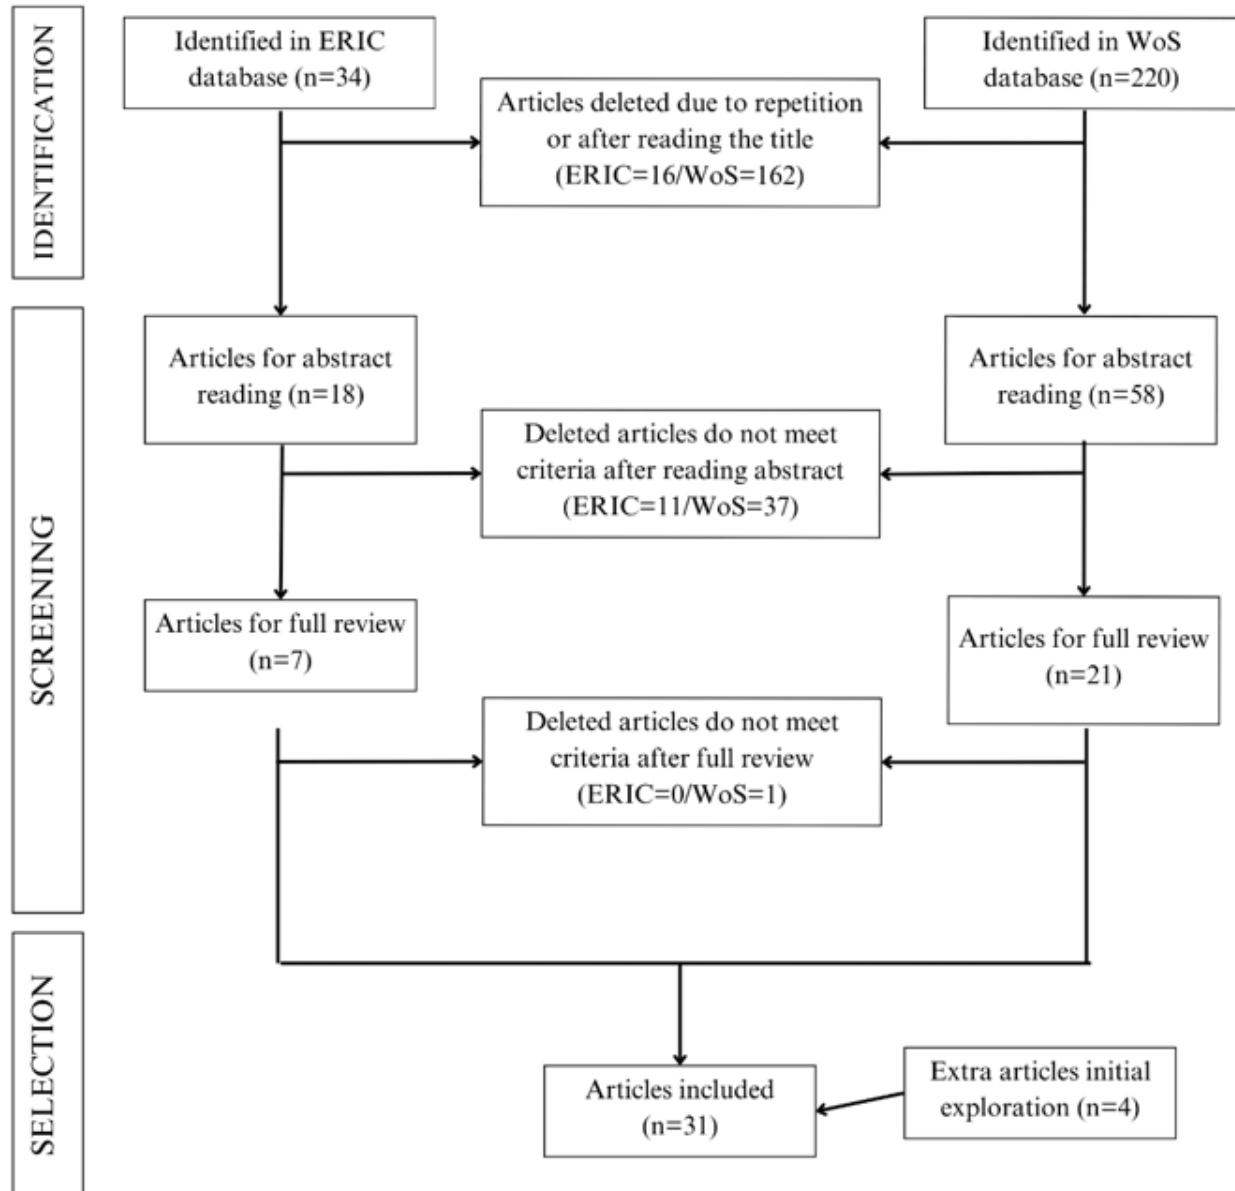 IDENTIFICATION
Identified in ERIC
database (n=34)
Identified in WoS
database (n=220)
Articles deleted due to repetition
or after reading the title
(ERIC=16/WoS=162)
SCREENING
Articles for abstract
reading (n=18)
Articles for abstract
reading (n=58)
Deleted articles do not meet
criteria after reading abstract
(ERIC=11/WoS=37)
Articles for full review
(n=7)
Articles for full review
(n=21)
Deleted articles do not meet
criteria after full review
(ERIC=0/WoS=1)
SELECTION
Articles included
(n=31)
Extra articles initial
exploration (n=4)